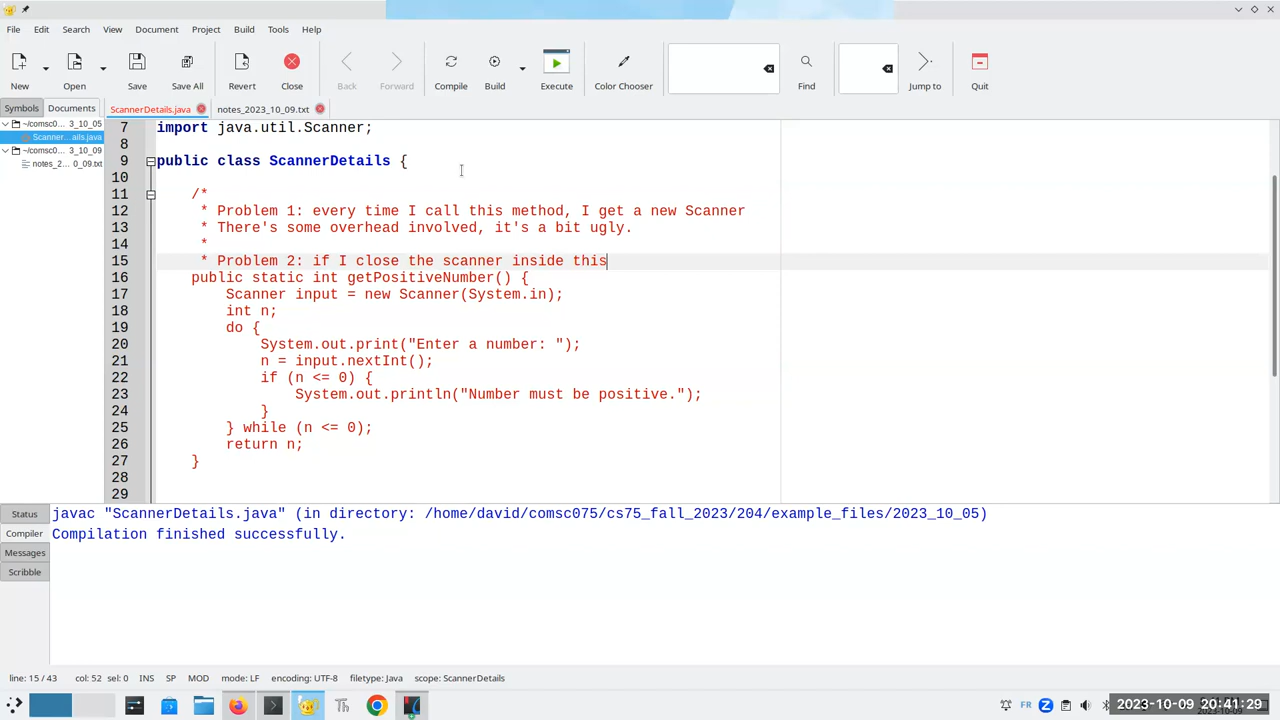 File Edit Search View Document Project Build Tools Help
New Open Save Save All Revert Close Back Forward Compile Build Execute Color Chooser Find Jump to Quit
Symbols Documents ScannerDetails.java notes_2023_10_09.txt
~/comsc0... 3_10_05
Scanner...ails.java
~/comsc0... 3_10_09
notes_2... 0_09.txt
7 import java.util.Scanner;
8
9 public class ScannerDetails {
10
11 /*
12 * Problem 1: every time I call this method, I get a new Scanner
13 * There's some overhead involved, it's a bit ugly.
14 *
15 * Problem 2: if I close the scanner inside this
16 public static int getPositiveNumber() {
17 Scanner input = new Scanner(System.in);
18 int n;
19 do {
20 System.out.print("Enter a number: ");
21 n = input.nextInt();
22 if (n <= 0) {
23 System.out.println("Number must be positive.");
24 }
25 } while (n <= 0);
26 return n;
27 }
28
29
Status
Compiler
Messages
Scribble
javac "ScannerDetails.java" (in directory: /home/david/comsc075/cs75_fall_2023/204/example_files/2023_10_05)
Compilation finished successfully.
line: 15 / 43 col: 52 sel: 0 INS SP MOD mode: LF encoding: UTF-8 filetype: Java scope: ScannerDetails
FR 2023-10-09 20:41:29